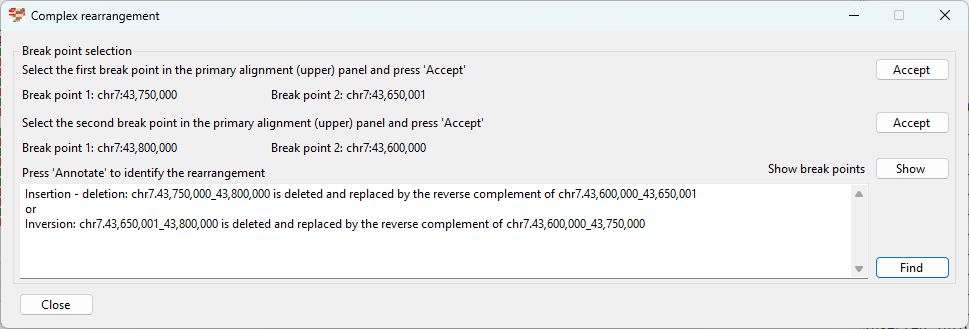 Complex rearrangement
Break point selection
Select the first break point in the primary alignment (upper) panel and press 'Accept'
Accept
Break point 1: chr7:43,750,000 Break point 2: chr7:43,650,001
Select the second break point in the primary alignment (upper) panel and press 'Accept'
Accept
Break point 1: chr7:43,800,000 Break point 2: chr7:43,600,000
Press 'Annotate' to identify the rearrangement
Show break points Show
Insertion - deletion: chr7.43,750,000_43,800,000 is deleted and replaced by the reverse complement of chr7.43,600,000_43,650,001
or
Inversion: chr7.43,650,001_43,800,000 is deleted and replaced by the reverse complement of chr7.43,600,000_43,750,000
Find
Close